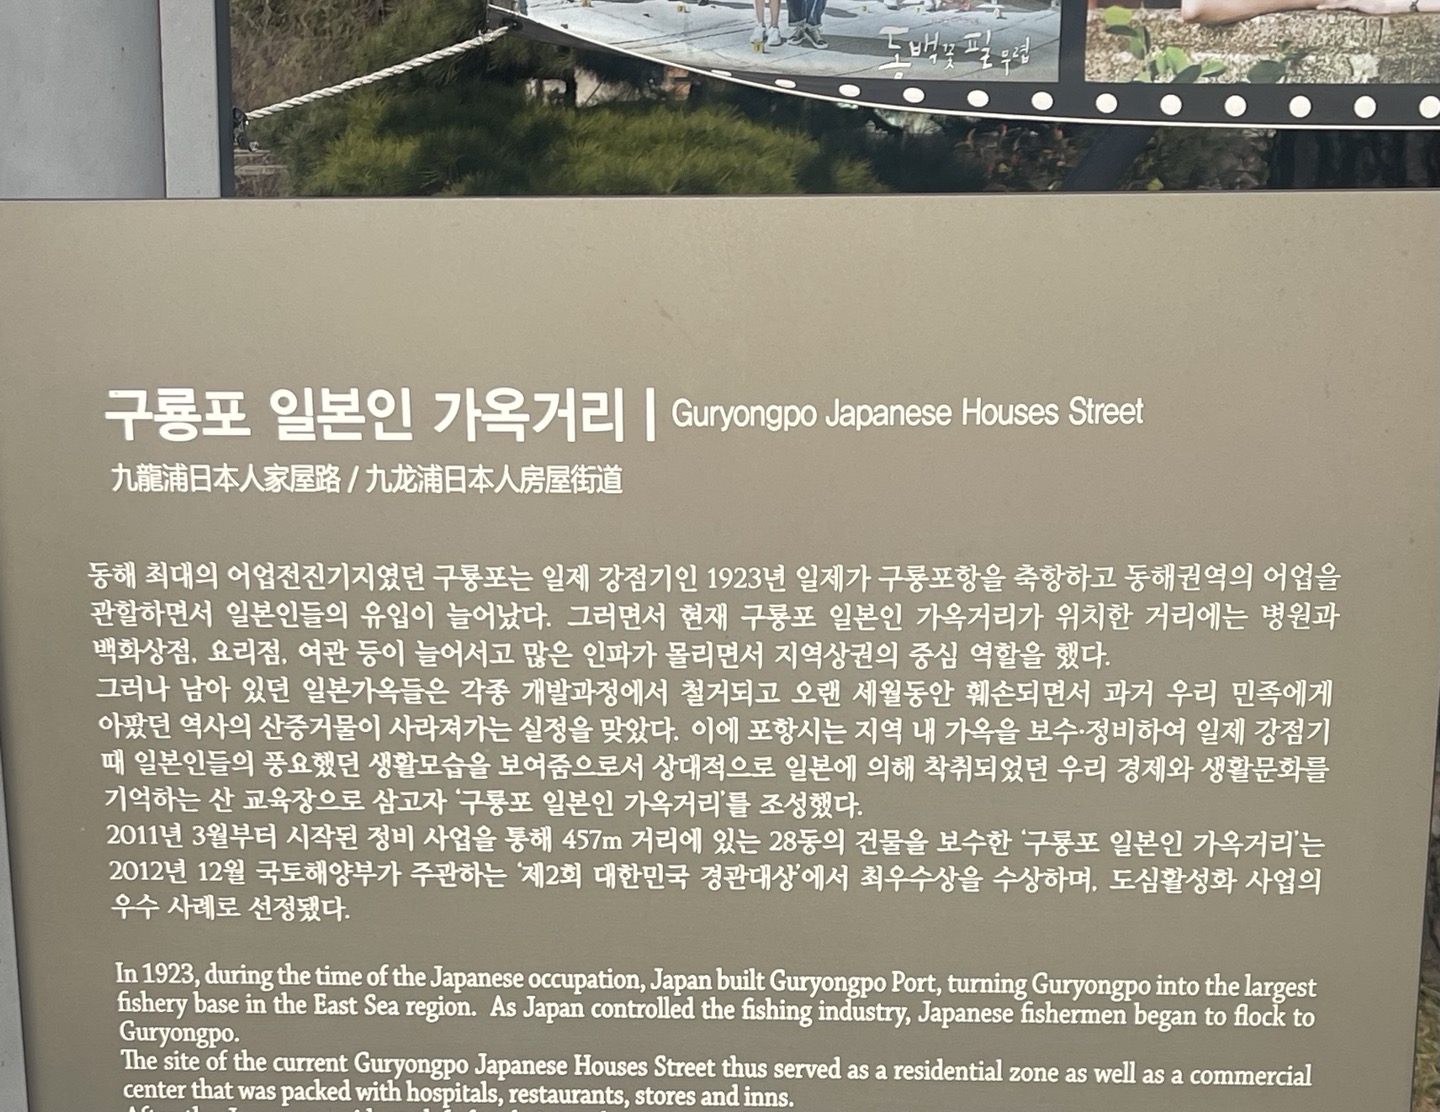 동백꽃 필 무렵
구룡포 일본인 가옥거리 | Guryongpo Japanese Houses Street
九龍浦日本人家屋路 / 九龙浦日本人房屋街道
동해 최대의 어업전진기지였던 구룡포는 일제 강점기인 1923년 일제가 구룡포항을 축항하고 동해권역의 어업을
관할하면서 일본인들의 유입이 늘어났다. 그러면서 현재 구룡포 일본인 가옥거리가 위치한 거리에는 병원과
백화상점, 요리점, 여관 등이 늘어서고 많은 인파가 몰리면서 지역상권의 중심 역할을 했다.
그러나 남아 있던 일본가옥들은 각종 개발과정에서 철거되고 오랜 세월동안 훼손되면서 과거 우리 민족에게
아팠던 역사의 산증거물이 사라져가는 실정을 맞았다. 이에 포항시는 지역 내 가옥을 보수·정비하여 일제 강점기
때 일본인들의 풍요했던 생활모습을 보여줌으로서 상대적으로 일본에 의해 착취되었던 우리 경제와 생활문화를
기억하는 산 교육장으로 삼고자 ‘구룡포 일본인 가옥거리’를 조성했다.
2011년 3월부터 시작된 정비 사업을 통해 457m 거리에 있는 28동의 건물을 보수한 ‘구룡포 일본인 가옥거리’는
2012년 12월 국토해양부가 주관하는 ‘제2회 대한민국 경관대상’에서 최우수상을 수상하며, 도심활성화 사업의
우수 사례로 선정됐다.
In 1923, during the time of the Japanese occupation, Japan built Guryongpo Port, turning Guryongpo into the largest
fishery base in the East Sea region. As Japan controlled the fishing industry, Japanese fishermen began to flock to
Guryongpo.
The site of the current Guryongpo Japanese Houses Street thus served as a residential zone as well as a commercial
center that was packed with hospitals, restaurants, stores and inns.